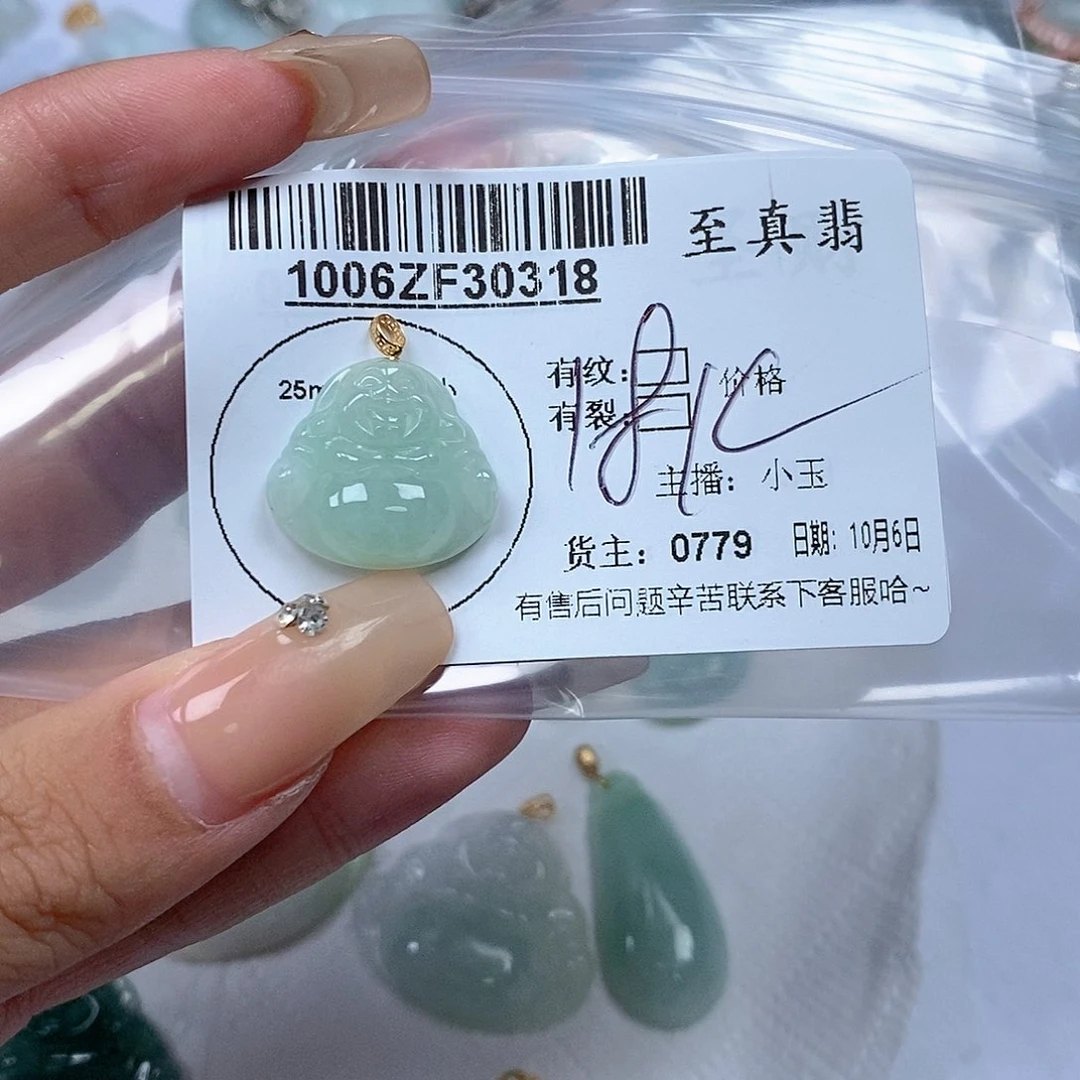 至真翡
1006ZF30318
25m
有纹：
价格
有裂：
主播：小玉
货主：0779 日期：10月6日
有售后问题辛苦联系下客服哈~